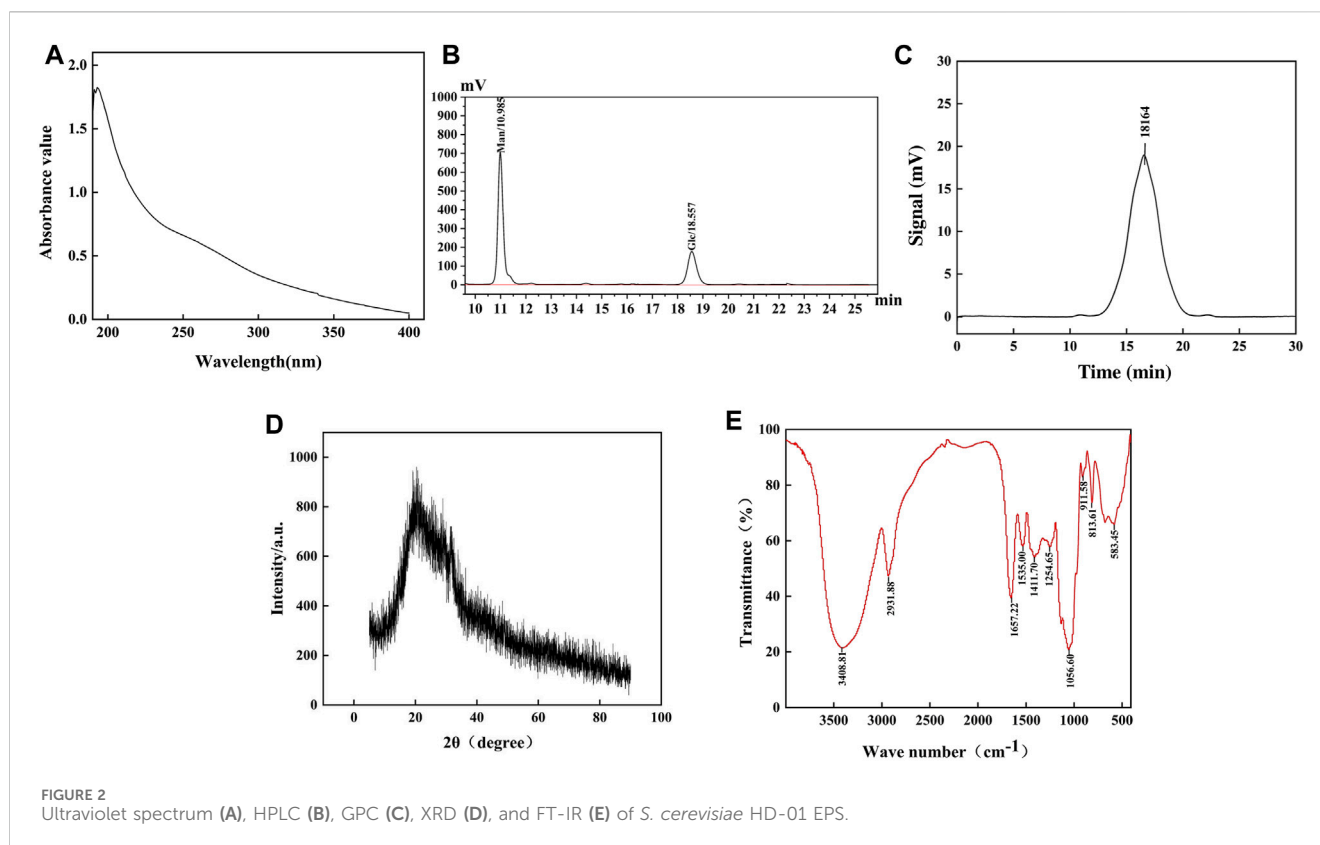 A
Absorbance value
2.0
1.5
1.0
0.5
0.0
200 250 300 350 400
Wavelength(nm)
B
mV
1000
900
800
700
600
500
400
300
200
100
0
Man/10.985
Glc/18.557
10 11 12 13 14 15 16 17 18 19 20 21 22 23 24 25
min
C
Signal (mV)
30
25
20
15
10
5
0
18164
0 5 10 15 20 25 30
Time (min)
D
Intensity/a.u.
1000
800
600
400
200
0
0 20 40 60 80 100
2θ（degree）
E
Transmittance（%）
100
80
60
40
20
0
3408.81
2931.88
1657.22
1535.00
1411.70
1254.65
1056.60
911.58
813.61
583.45
3500 3000 2500 2000 1500 1000 500
Wave number（cm-1）
FIGURE 2
Ultraviolet spectrum (A), HPLC (B), GPC (C), XRD (D), and FT-IR (E) of S. cerevisiae HD-01 EPS.